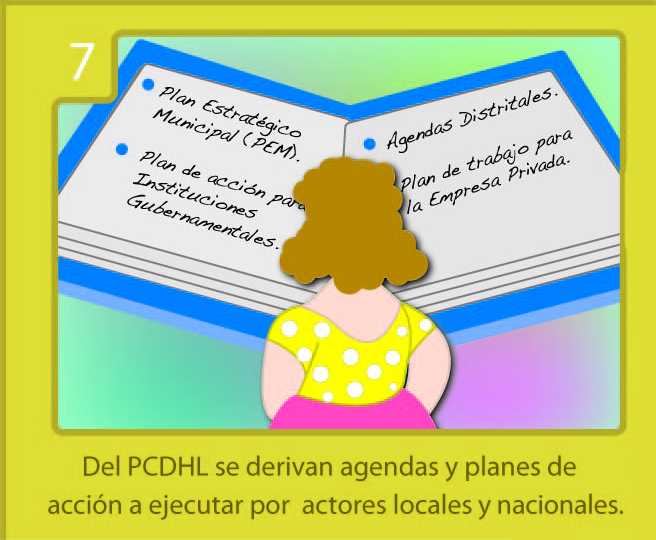 7
Plan Estratégico
Municipal (PEM).
Plan de acción para
Instituciones
Gubernamentales.
Agendas Distritales.
Plan de trabajo para
la Empresa Privada.
Del PCDHL se derivan agendas y planes de
acción a ejecutar por actores locales y nacionales.